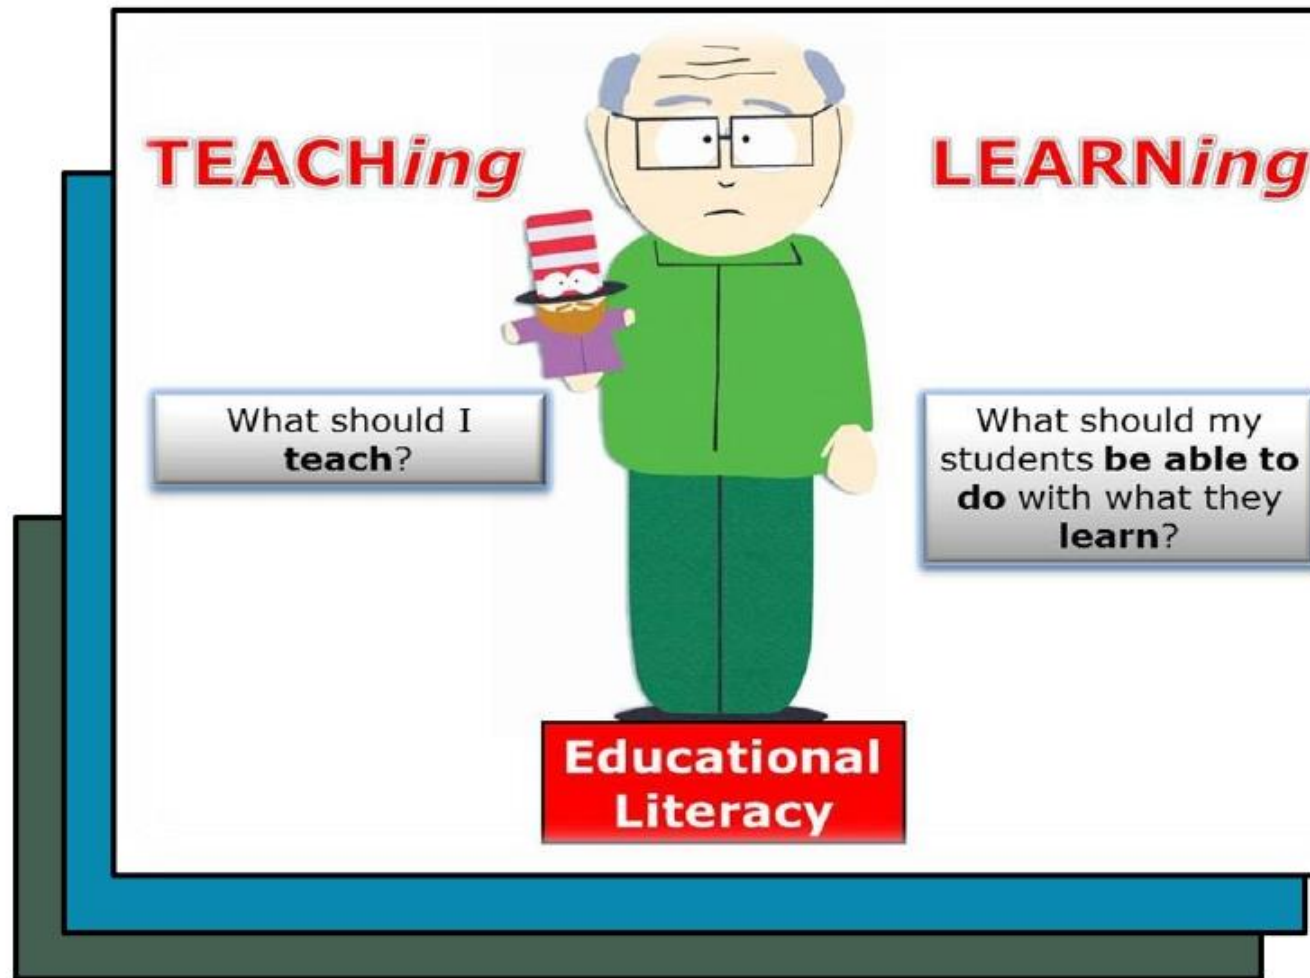 TEACHing
LEARNing
What should I
teach?
What should my
students be able to
do with what they
learn?
Educational
Literacy